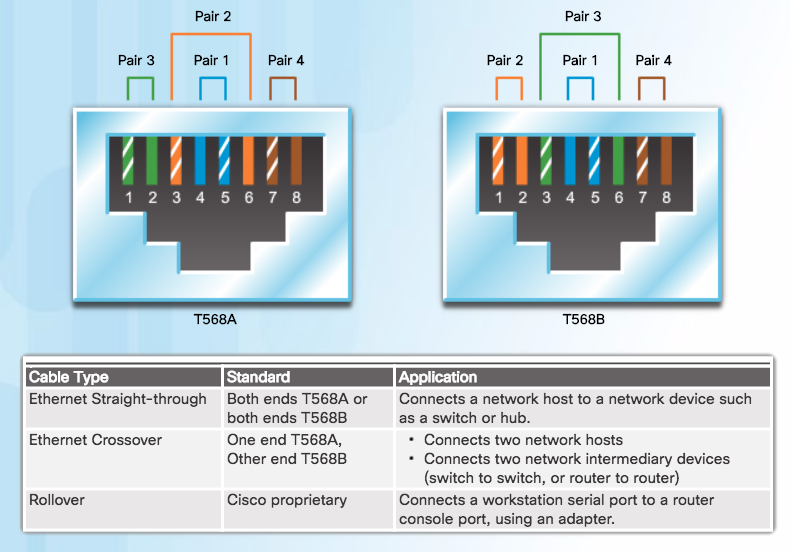 Pair 2
Pair 3
Pair 1
Pair 4
1 2 3 4 5 6 7 8
T568A
Pair 3
Pair 2
Pair 1
Pair 4
1 2 3 4 5 6 7 8
T568B
Cable Type Standard Application
Ethernet Straight-through Both ends T568A or Connects a network host to a network device such
both ends T568B as a switch or hub.
Ethernet Crossover One end T568A, • Connects two network hosts
Other end T568B • Connects two network intermediary devices
(switch to switch, or router to router)
Rollover Cisco proprietary Connects a workstation serial port to a router
console port, using an adapter.